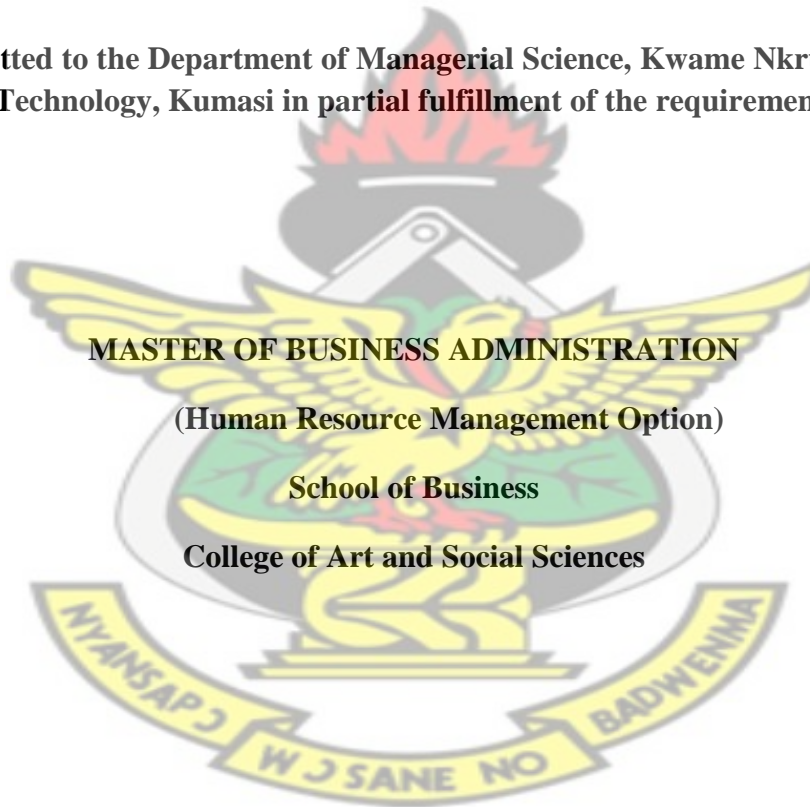 tted to the Department of Managerial Science, Kwame Nkr
Technology, Kumasi in partial fulfillment of the requiremen
MASTER OF BUSINESS ADMINISTRATION
(Human Resource Management Option)
School of Business
College of Art and Social Sciences
NYANSAPƆ WƆSANE NO BADWENMA